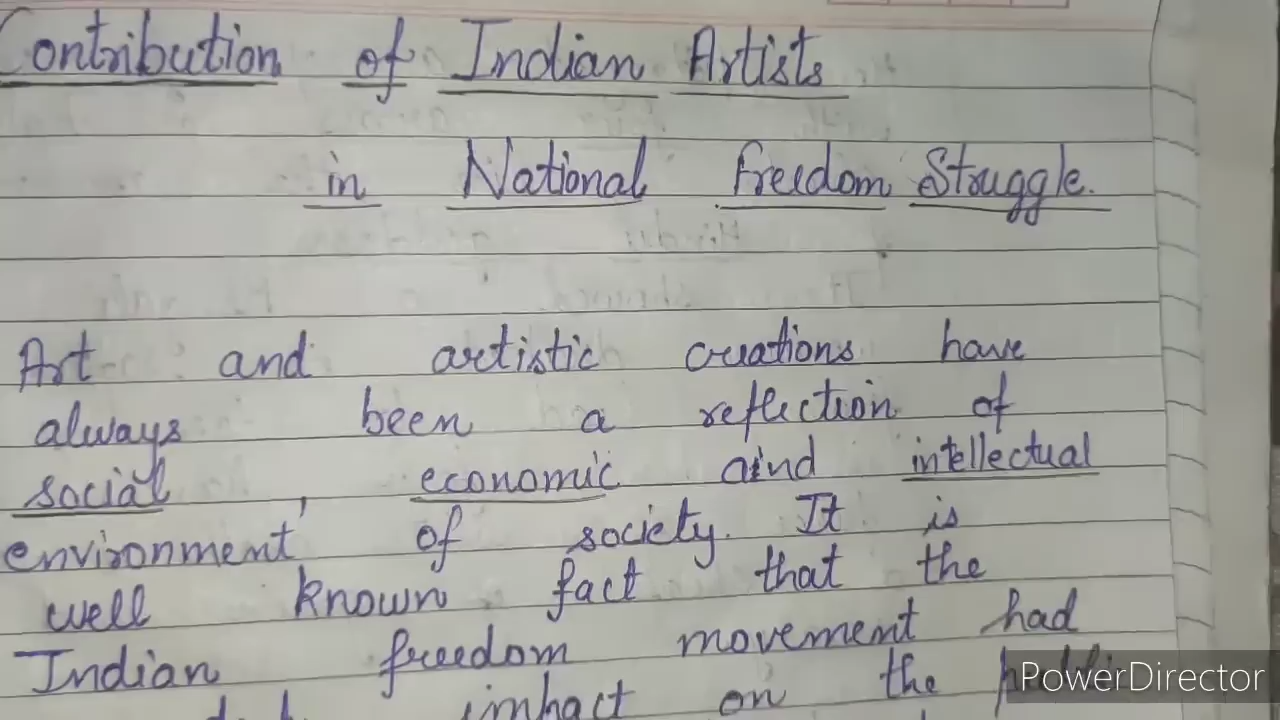 Contribution of Indian Artists
in National Freedom Struggle.
Art and artistic creations have
always been a reflection of
social, economic and intellectual
environment of society. It is
well known fact that the
Indian freedom movement had
impact on the public
PowerDirector